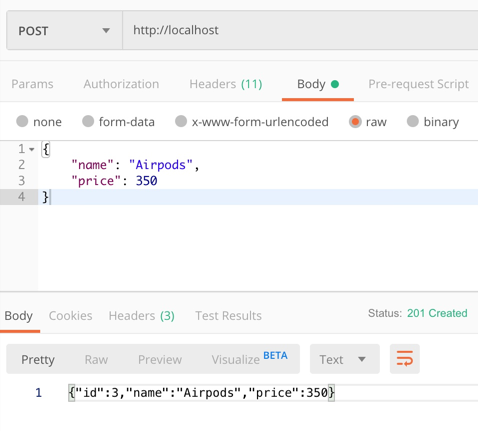 POST http://localhost
Params Authorization Headers (11) Body Pre-request Script
none form-data x-www-form-urlencoded raw binary
1 {
2 "name": "Airpods",
3 "price": 350
4 }
Body Cookies Headers (3) Test Results Status: 201 Created
Pretty Raw Preview Visualize BETA Text
1 {"id":3,"name":"Airpods","price":350}